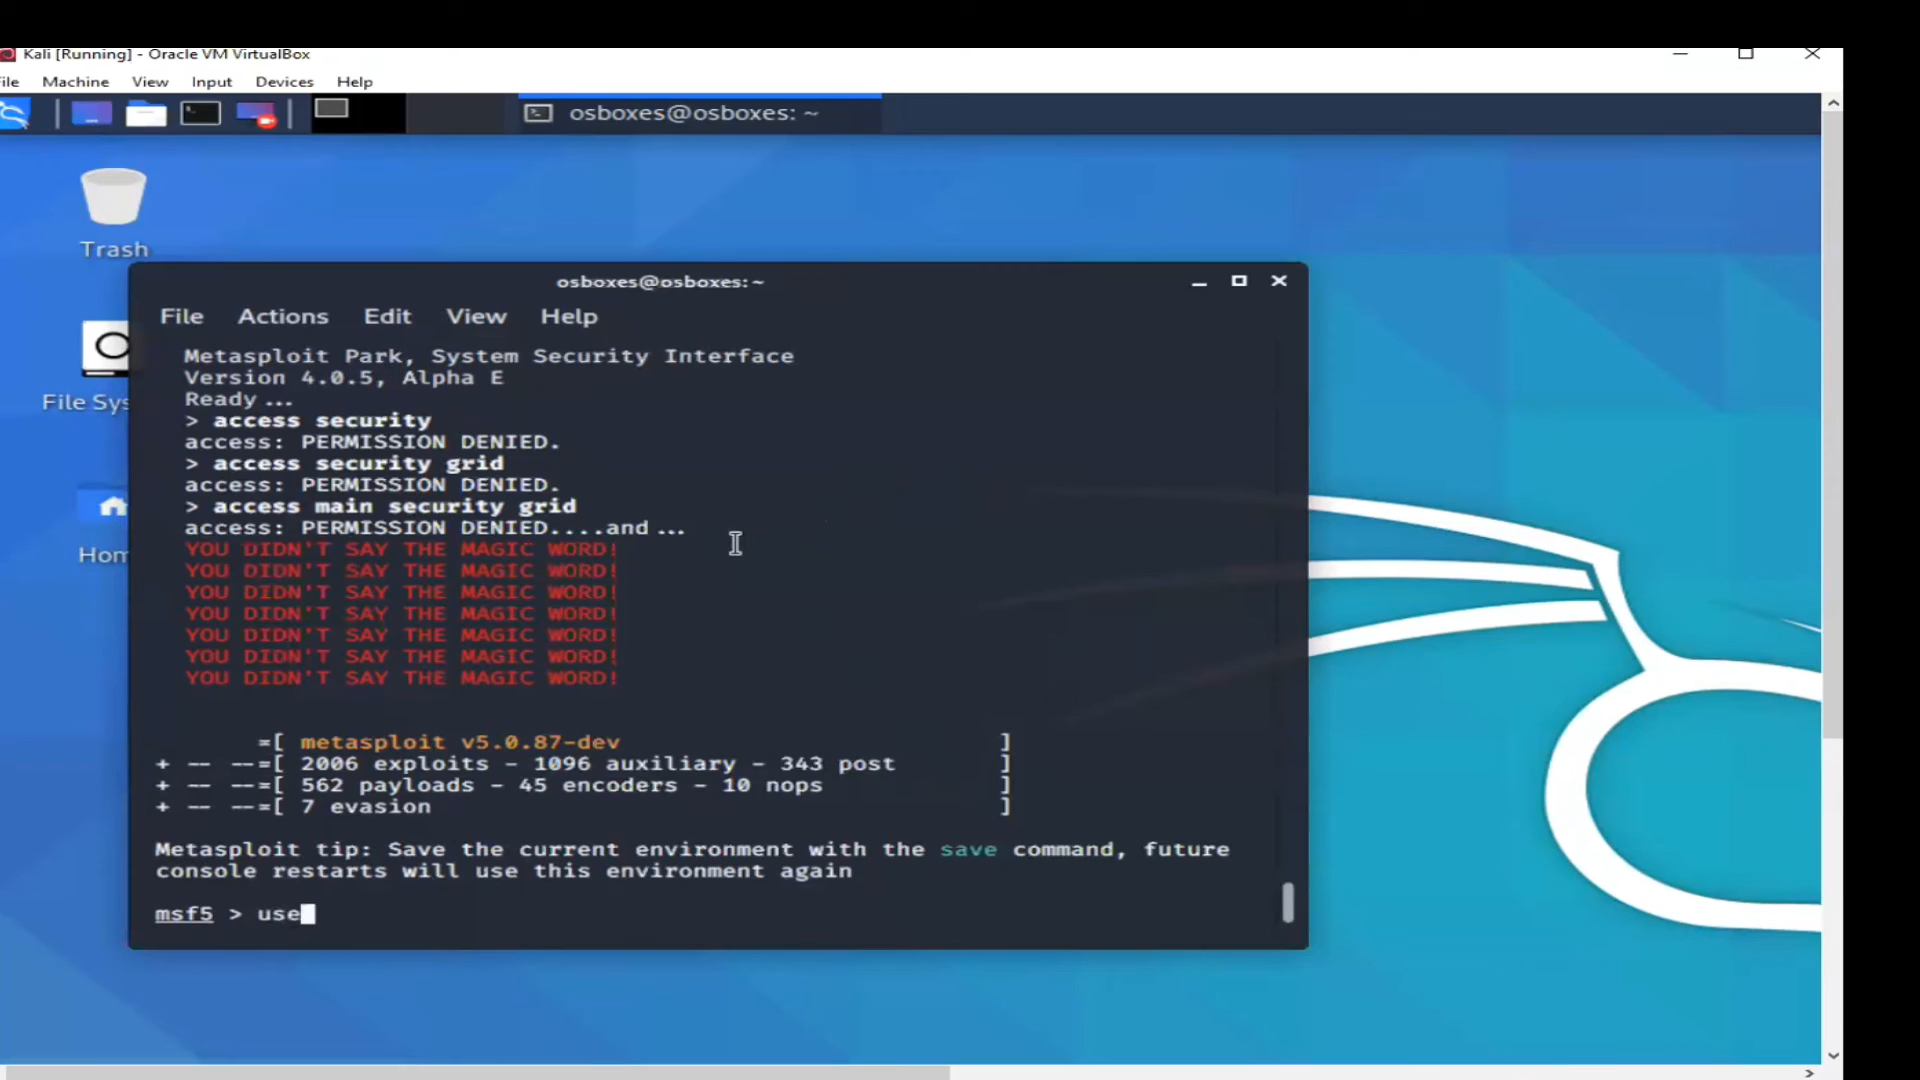 Kali [Running] - Oracle VM VirtualBox
ile Machine View Input Devices Help
osboxes@osboxes: ~
Trash
File Sys
Hom
osboxes@osboxes:~
File Actions Edit View Help
Metasploit Park, System Security Interface
Version 4.0.5, Alpha E
Ready...
> access security
access: PERMISSION DENIED.
> access security grid
access: PERMISSION DENIED.
> access main security grid
access: PERMISSION DENIED....and...
YOU DIDN'T SAY THE MAGIC WORD!
YOU DIDN'T SAY THE MAGIC WORD!
YOU DIDN'T SAY THE MAGIC WORD!
YOU DIDN'T SAY THE MAGIC WORD!
YOU DIDN'T SAY THE MAGIC WORD!
YOU DIDN'T SAY THE MAGIC WORD!
YOU DIDN'T SAY THE MAGIC WORD!
=[ metasploit v5.0.87-dev ]
+ -- --=[ 2006 exploits - 1096 auxiliary - 343 post ]
+ -- --=[ 562 payloads - 45 encoders - 10 nops ]
+ -- --=[ 7 evasion ]
Metasploit tip: Save the current environment with the save command, future
console restarts will use this environment again
msf5 > use